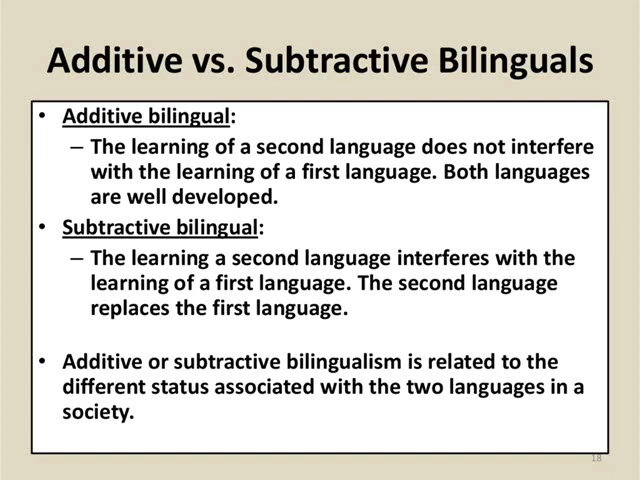 Additive vs. Subtractive Bilinguals
• Additive bilingual:
– The learning of a second language does not interfere
with the learning of a first language. Both languages
are well developed.
• Subtractive bilingual:
– The learning a second language interferes with the
learning of a first language. The second language
replaces the first language.
• Additive or subtractive bilingualism is related to the
different status associated with the two languages in a
society.
18